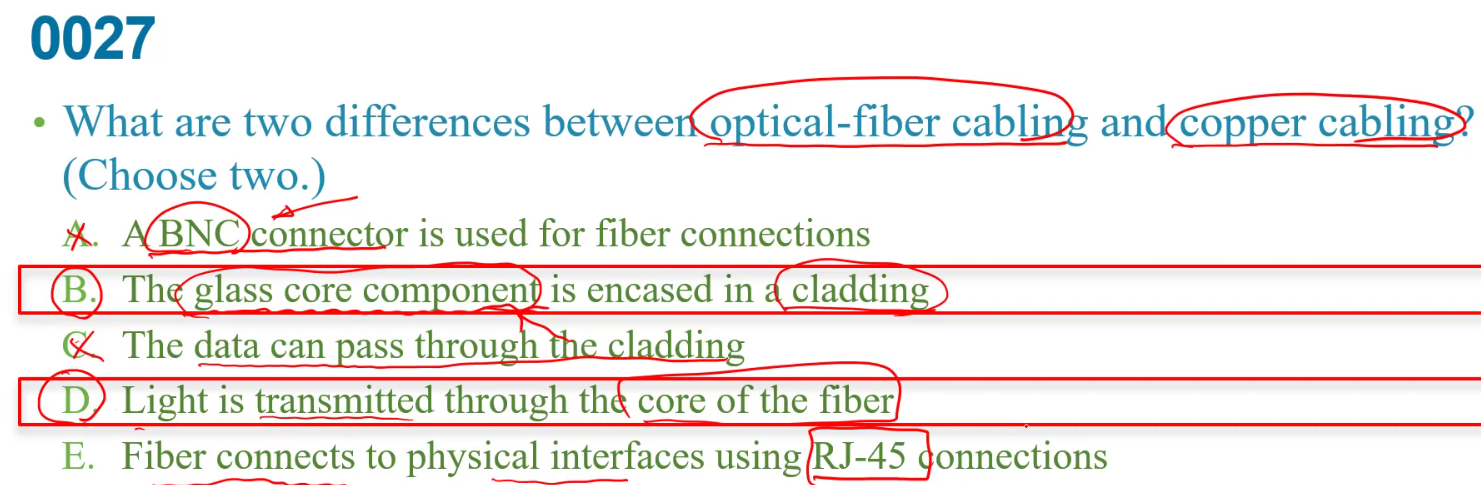 0027
• What are two differences between optical-fiber cabling and copper cabling?
(Choose two.)
A. A BNC connector is used for fiber connections
B. The glass core component is encased in a cladding
C. The data can pass through the cladding
D. Light is transmitted through the core of the fiber
E. Fiber connects to physical interfaces using RJ-45 connections